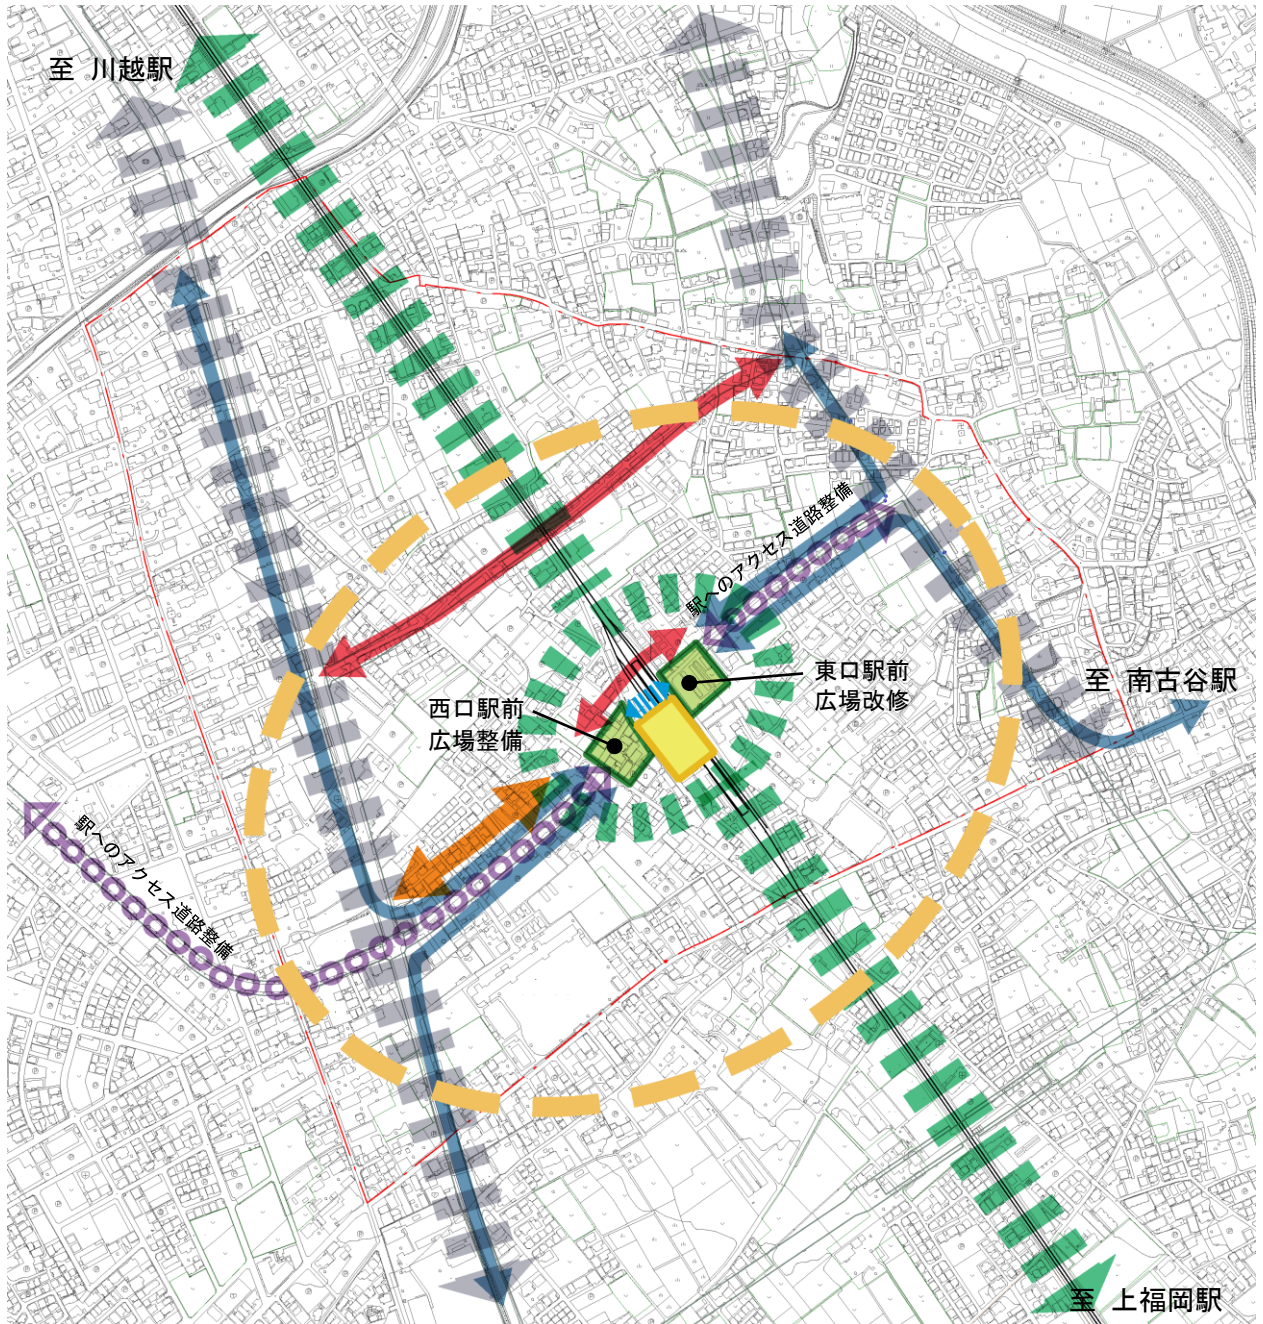 至 川越駅
駅へのアクセス道路整備
東口駅前
広場改修
至 南古谷駅
西口駅前
広場整備
駅へのアクセス道路整備
至 上福岡駅